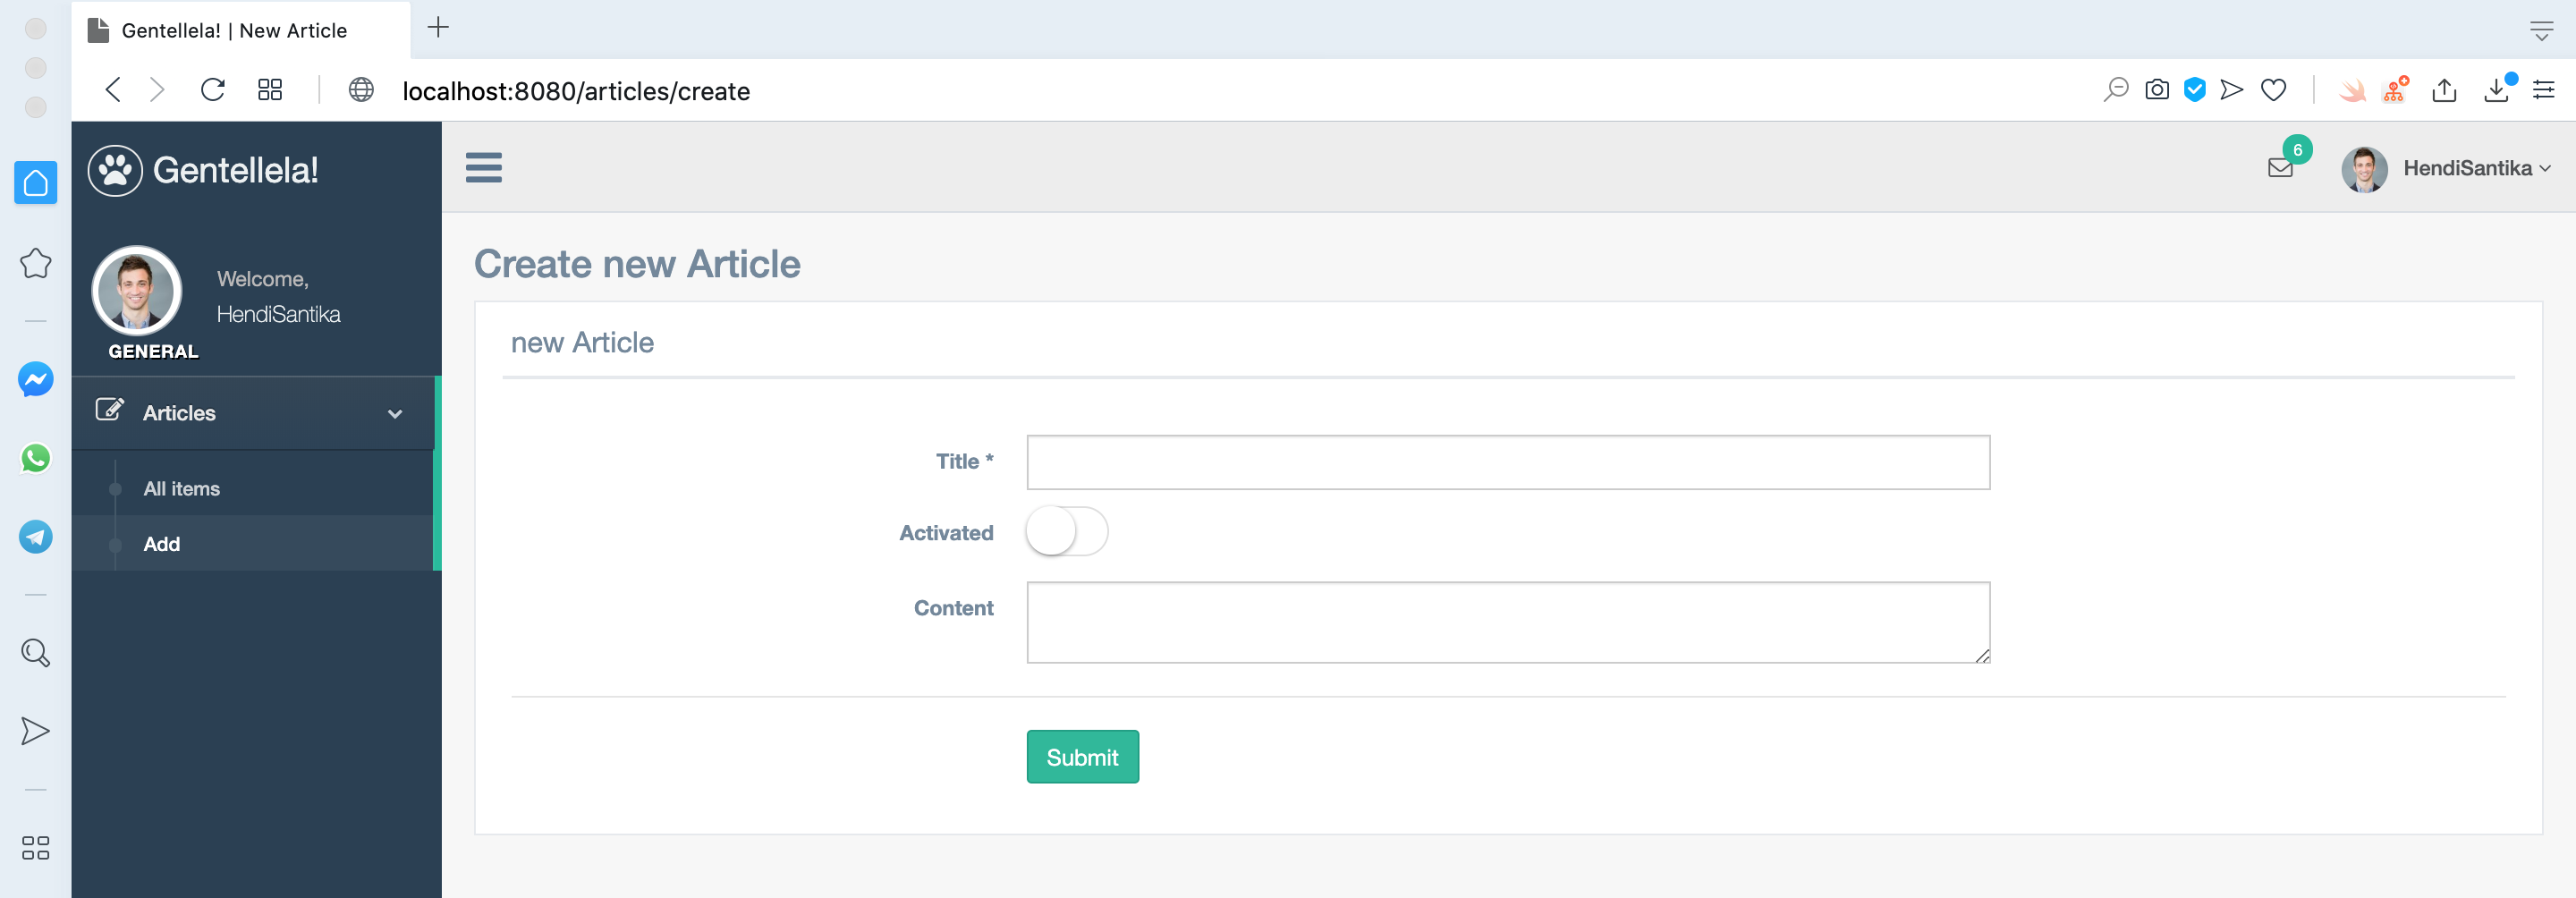 Gentellela! | New Article
localhost:8080/articles/create
Gentellela!
6
HendiSantika
Welcome,
HendiSantika
GENERAL
Articles
All items
Add
Create new Article
new Article
Title *
Activated
Content
Submit